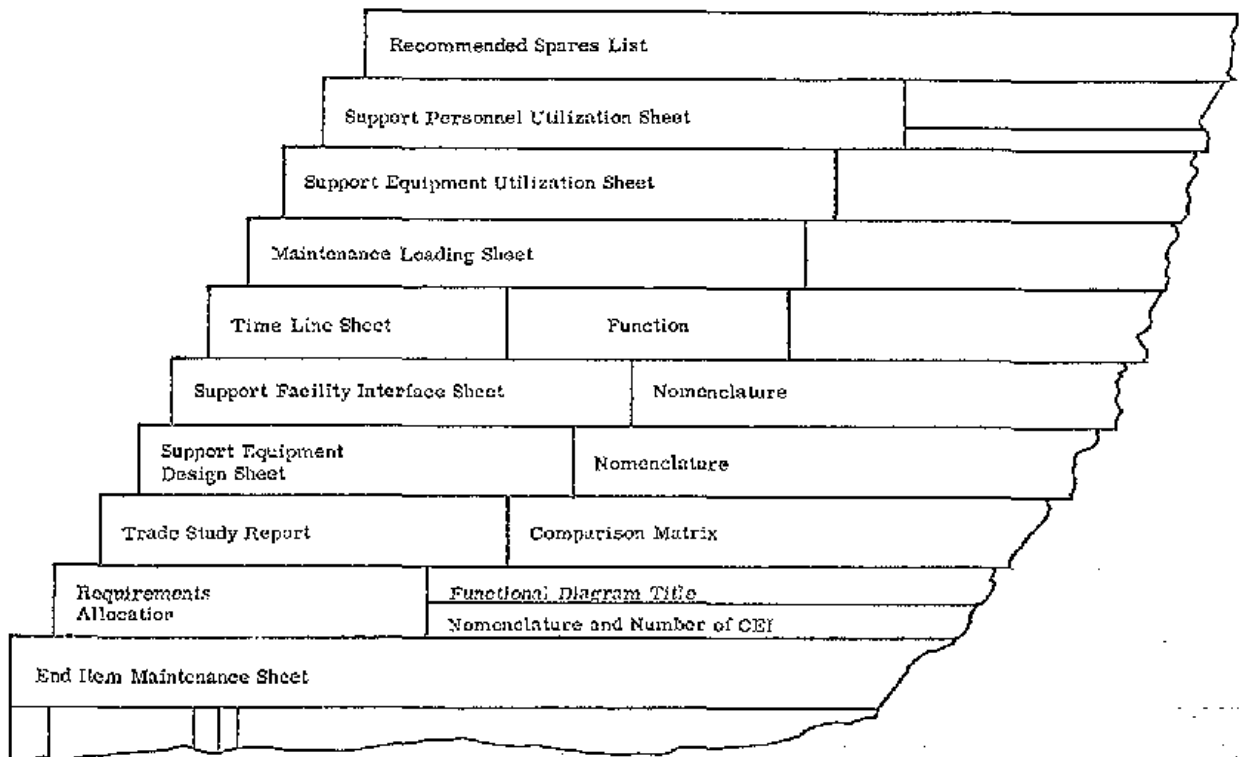 Recommended Spares List
Support Personnel Utilization Sheet
Support Equipment Utilization Sheet
Maintenance Loading Sheet
Time Line Sheet
Function
Support Facility Interface Sheet
Nomenclature
Support Equipment
Design Sheet
Nomenclature
Trade Study Report
Comparison Matrix
Requirements
Allocation
Functional Diagram Title
Nomenclature and Number of CEI
End Item Maintenance Sheet